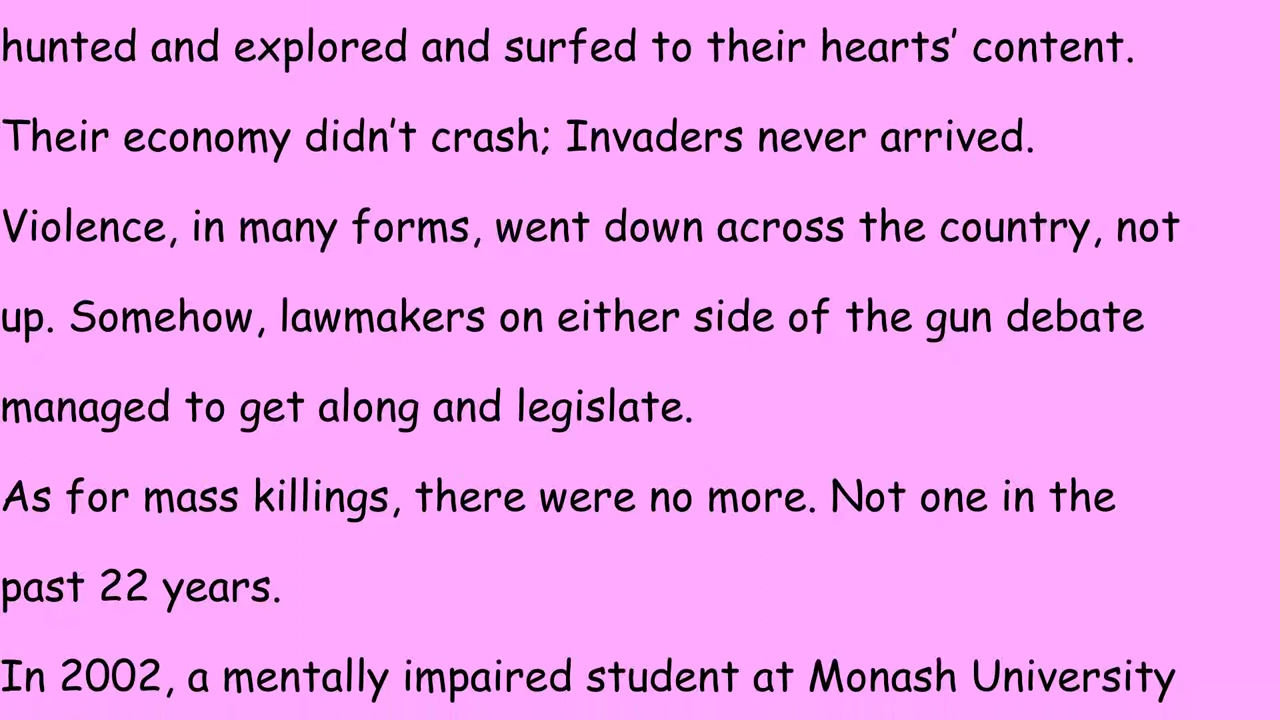 hunted and explored and surfed to their hearts’ content.
Their economy didn’t crash; Invaders never arrived.
Violence, in many forms, went down across the country, not
up. Somehow, lawmakers on either side of the gun debate
managed to get along and legislate.
As for mass killings, there were no more. Not one in the
past 22 years.
In 2002, a mentally impaired student at Monash University